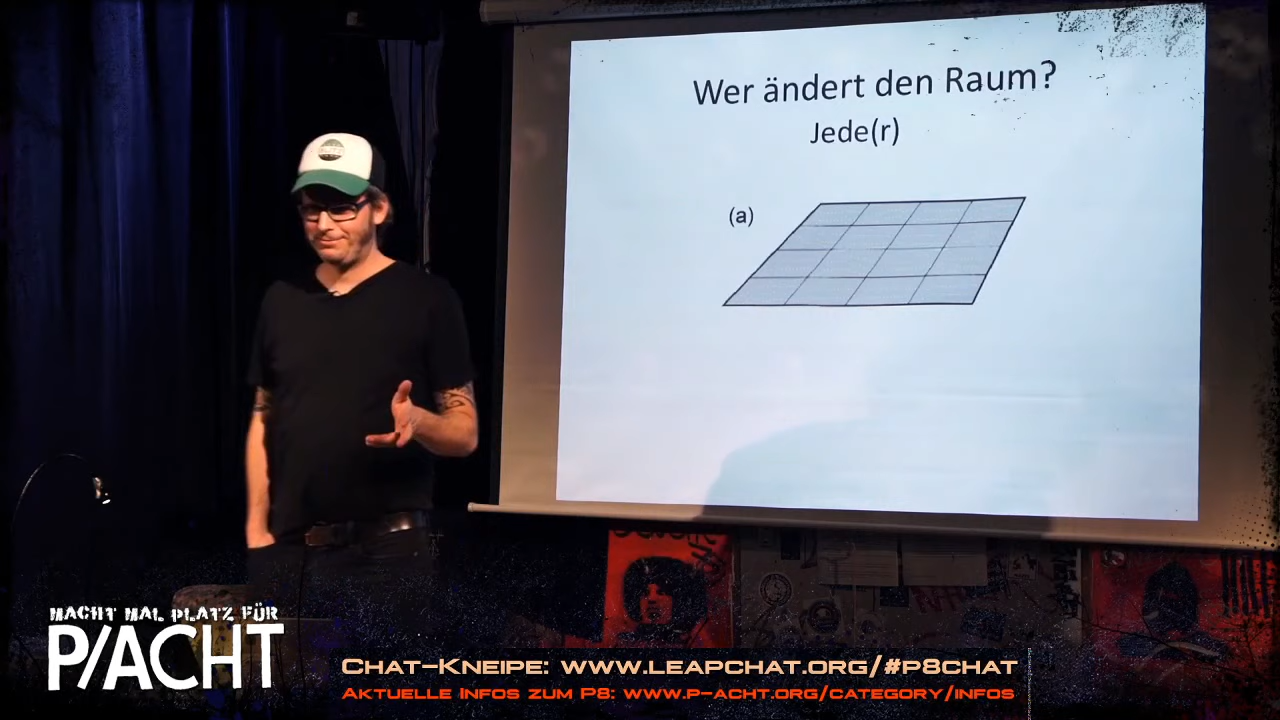 Wer ändert den Raum?
Jede(r)
(a)
MACHT MAL PLATZ FÜR
P/ACHT
CHAT-KNEIPE: WWW.LEAPCHAT.ORG/#P8CHAT
AKTUELLE INFOS ZUM P8: WWW.P-ACHT.ORG/CATEGORY/INFOS